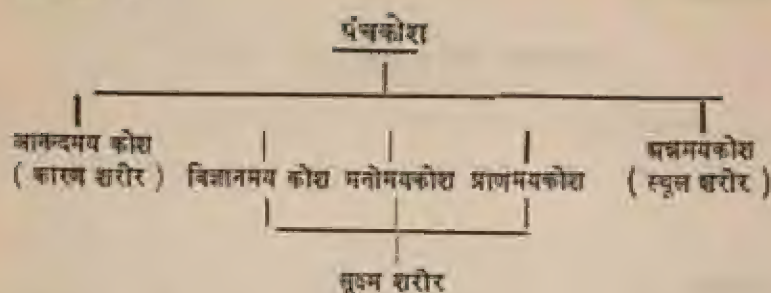 पंचकोश
आनन्दमय कोश
( कारण शरीर )
विज्ञानमय कोश मनोमयकोश प्राणमयकोश
अन्नमयकोश
( स्थूल शरीर )
सूक्ष्म शरीर